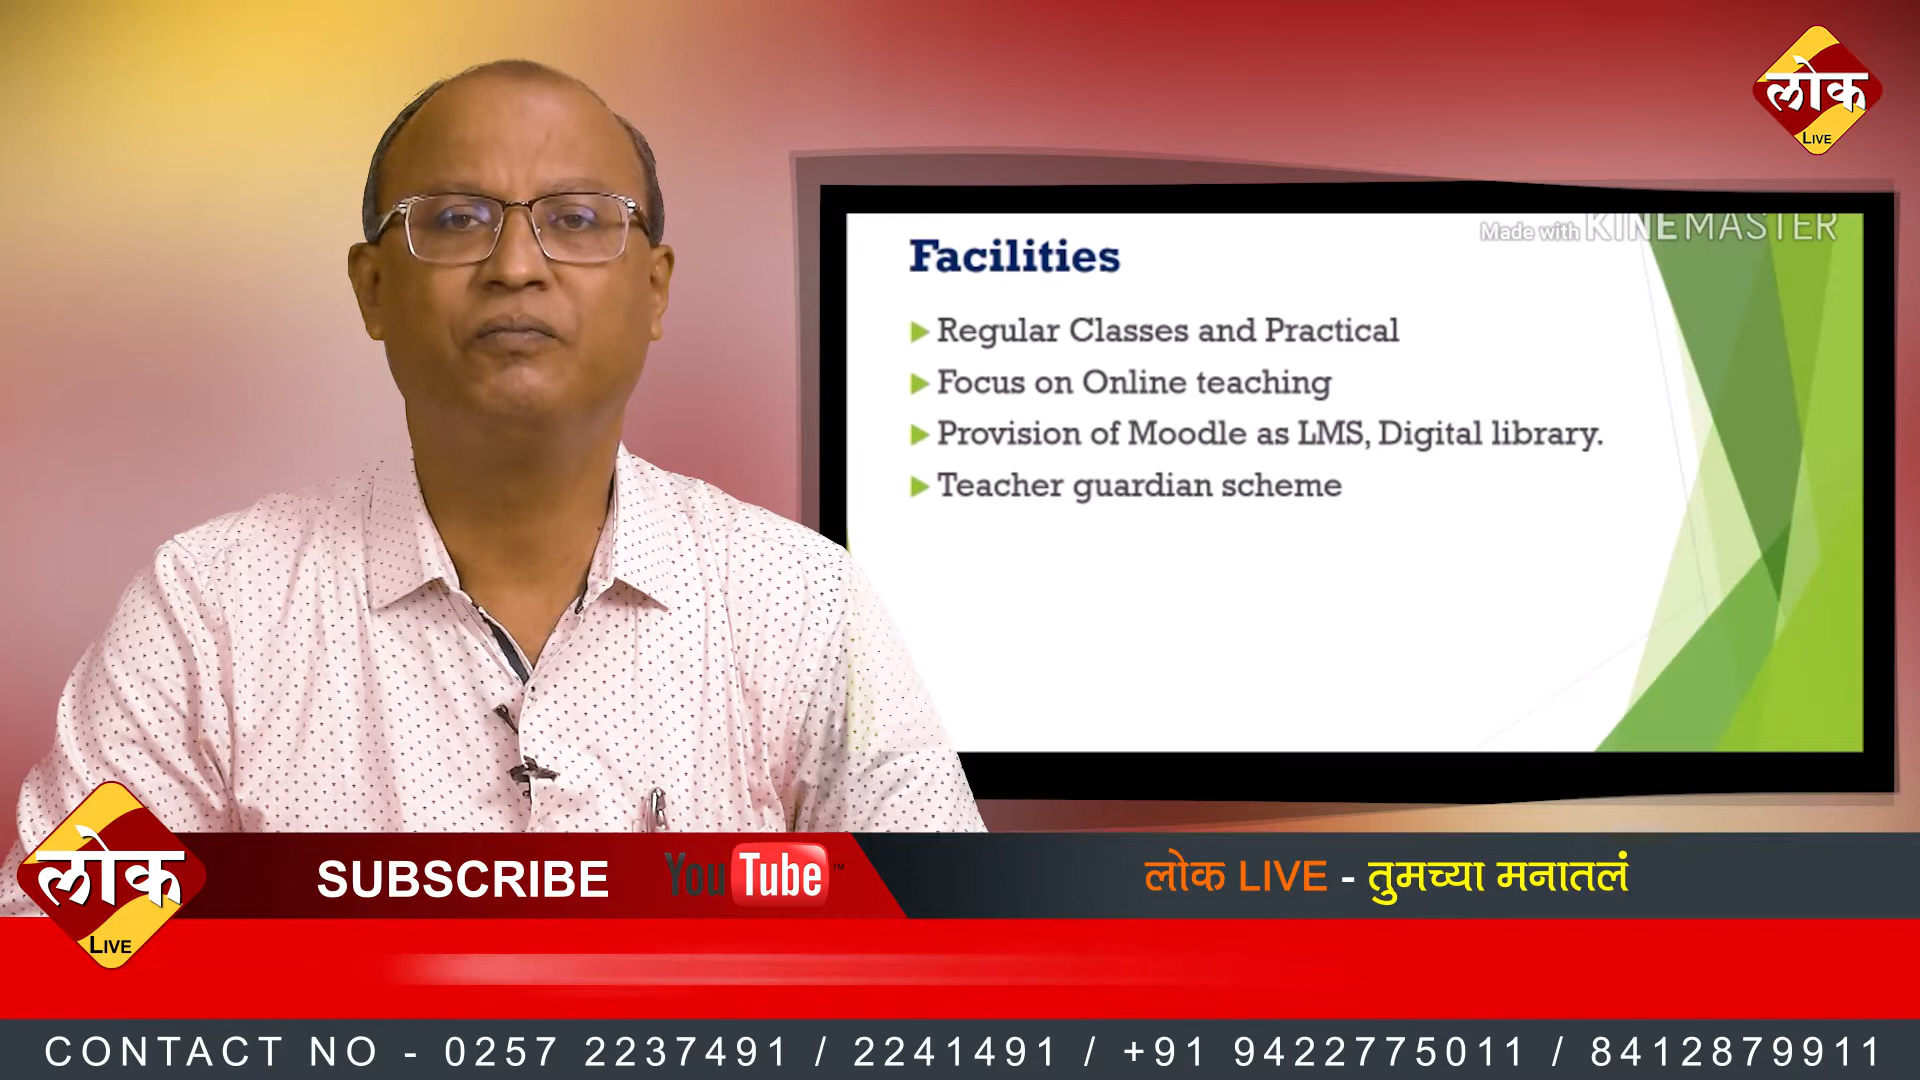 लोक
LIVE
Made with KINEMASTER
Facilities
Regular Classes and Practical
Focus on Online teaching
Provision of Moodle as LMS, Digital library.
Teacher guardian scheme
लोक
LIVE
SUBSCRIBE YouTube™
लोक LIVE - तुमच्या मनातलं
CONTACT NO - 0257 2237491 / 2241491 / +91 9422775011 / 8412879911